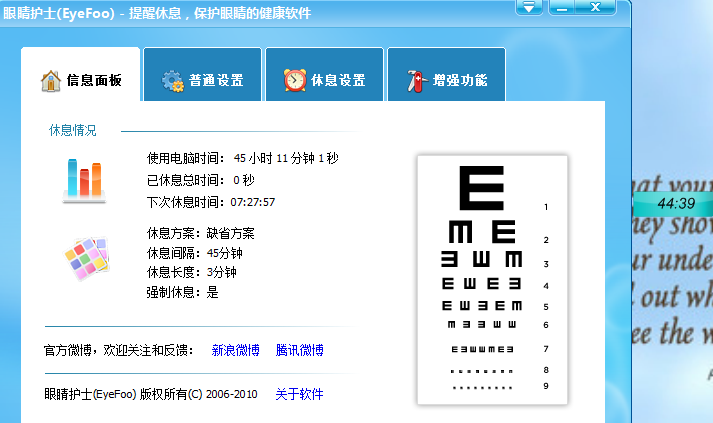 眼睛护士(EyeFoo) - 提醒休息，保护眼睛的健康软件
信息面板
普通设置
休息设置
增强功能
休息情况
使用电脑时间： 45 小时 11 分钟 1 秒
已休息总时间： 0 秒
下次休息时间：07:27:57
休息方案：缺省方案
休息间隔：45分钟
休息长度：3分钟
强制休息：是
官方微博，欢迎关注和反馈： 新浪微博 腾讯微博
眼睛护士(EyeFoo) 版权所有(C) 2006-2010 关于软件
E 1
M E 2
3
4
5
6
7
8
9
hat your
44:39
they show
ur unde
out wh
ee the w